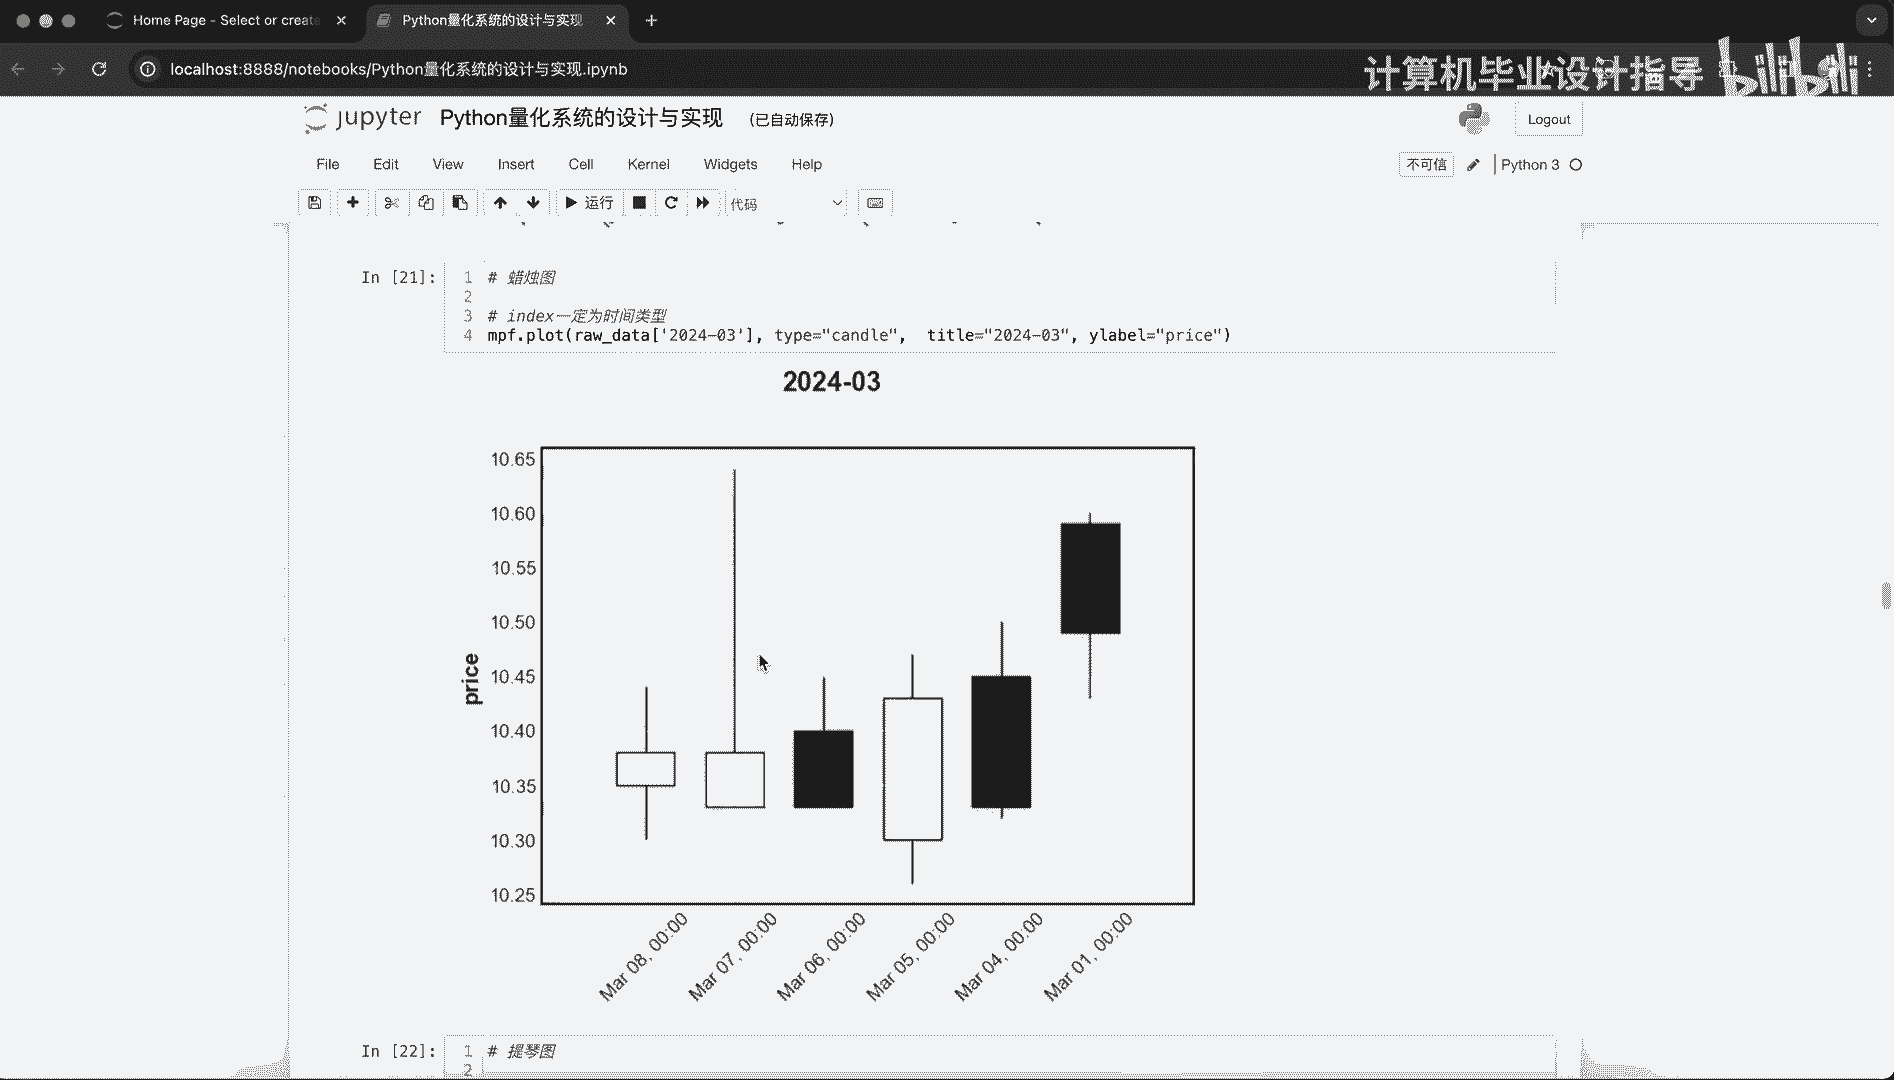 Home Page - Select or create
Python量化系统的设计与实现
localhost:8888/notebooks/Python量化系统的设计与实现.ipynb
计算机毕业设计指导
bilibili
jupyter
Python量化系统的设计与实现
(已自动保存)
Logout
File
Edit
View
Insert
Cell
Kernel
Widgets
Help
不可信
Python 3
运行
代码
In [21]:
1 # 蜡烛图
2
3 # index一定为时间类型
4 mpf.plot(raw_data['2024-03'], type="candle",  title="2024-03", ylabel="price")
2024-03
10.65
10.60
10.55
10.50
10.45
10.40
10.35
10.30
10.25
price
Mar 08, 00:00
Mar 07, 00:00
Mar 06, 00:00
Mar 05, 00:00
Mar 04, 00:00
Mar 01, 00:00
In [22]:
1 # 提琴图
2